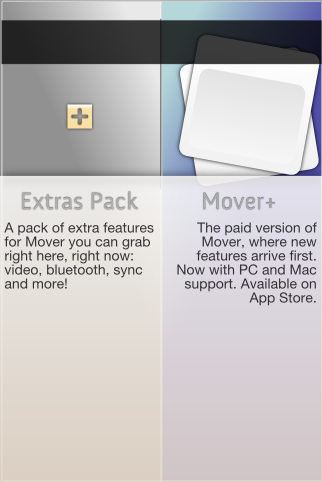 Extras Pack
A pack of extra features
for Mover you can grab
right here, right now:
video, bluetooth, sync
and more!
Mover+
The paid version of
Mover, where new
features arrive first.
Now with PC and Mac
support. Available on
App Store.